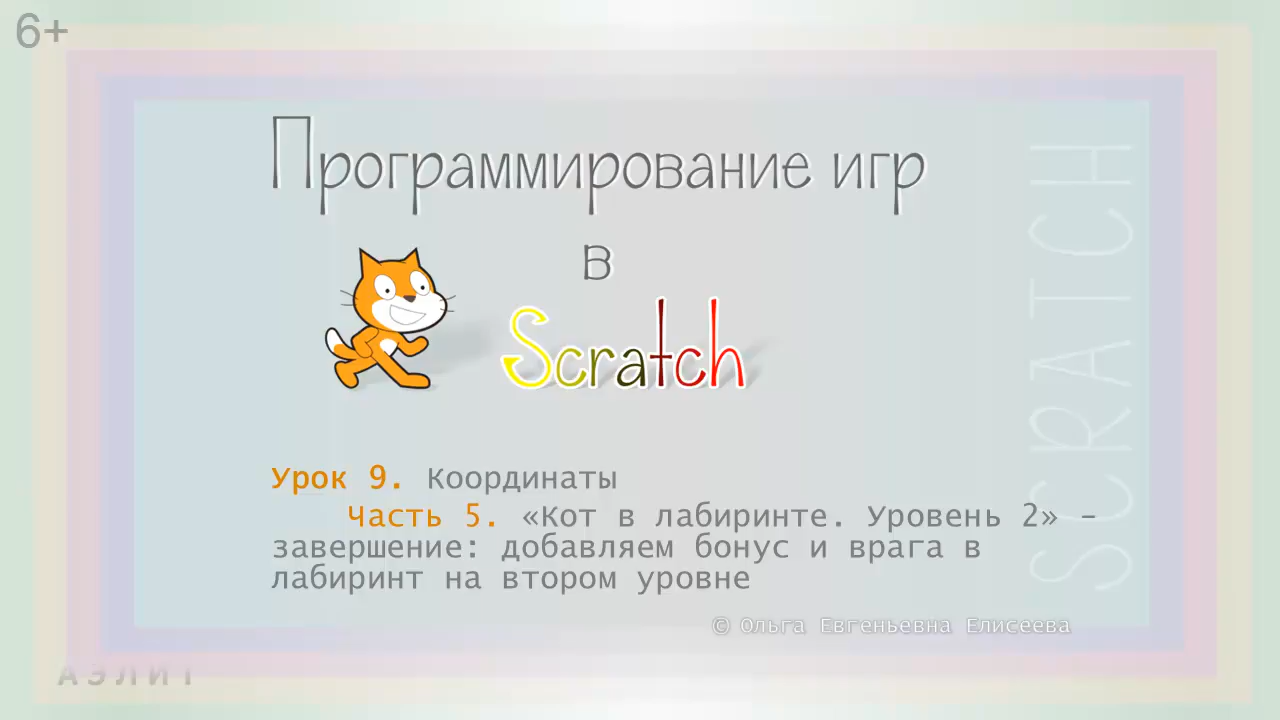 6+
Программирование игр
в
Scratch
SCRATCH
Урок 9. Координаты
Часть 5. «Кот в лабиринте. Уровень 2» –
завершение: добавляем бонус и врага в
лабиринт на втором уровне
© Ольга Евгеньевна Елисеева
АЭЛИТ